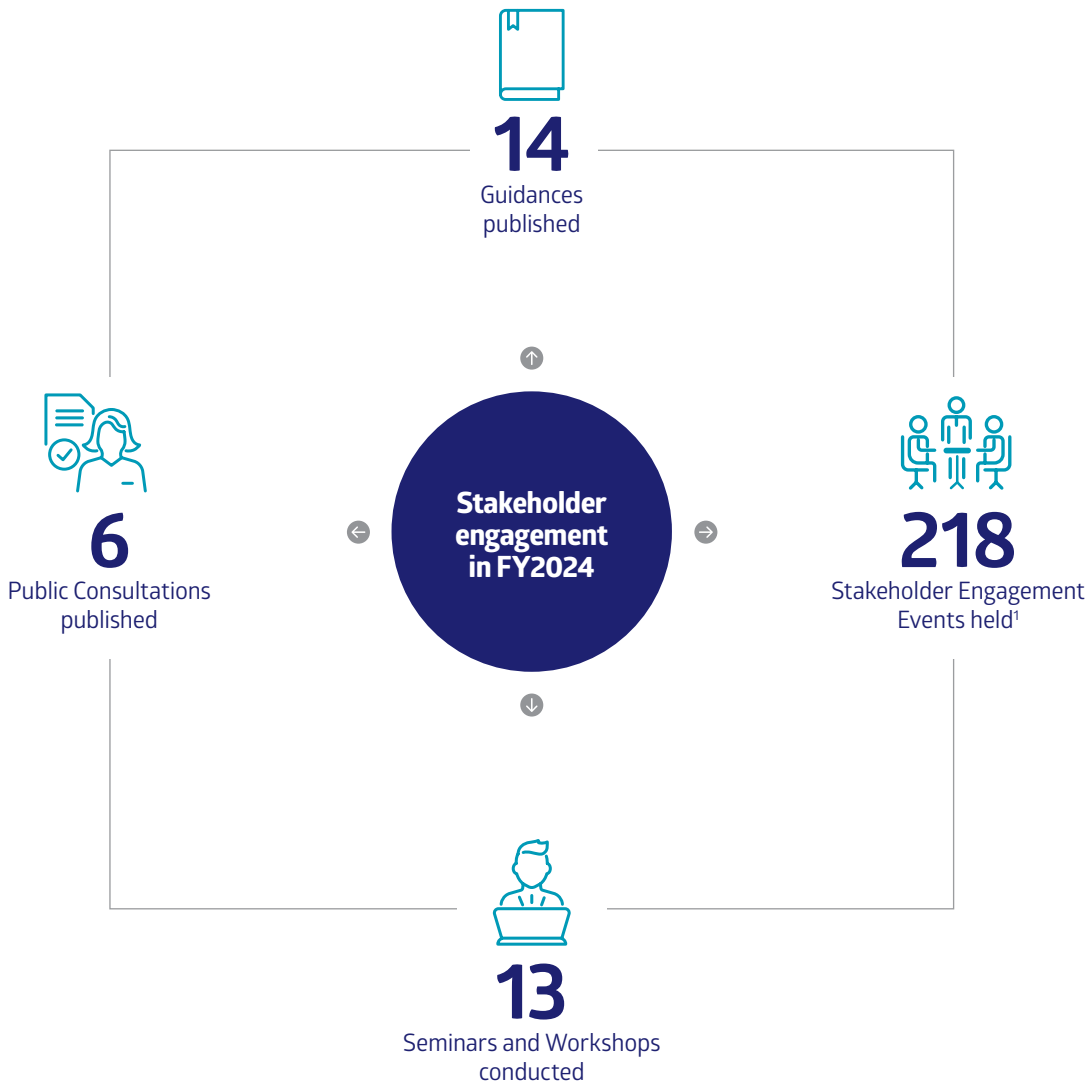 14
Guidances
published
6
Public Consultations
published
Stakeholder
engagement
in FY2024
218
Stakeholder Engagement
Events held¹
13
Seminars and Workshops
conducted